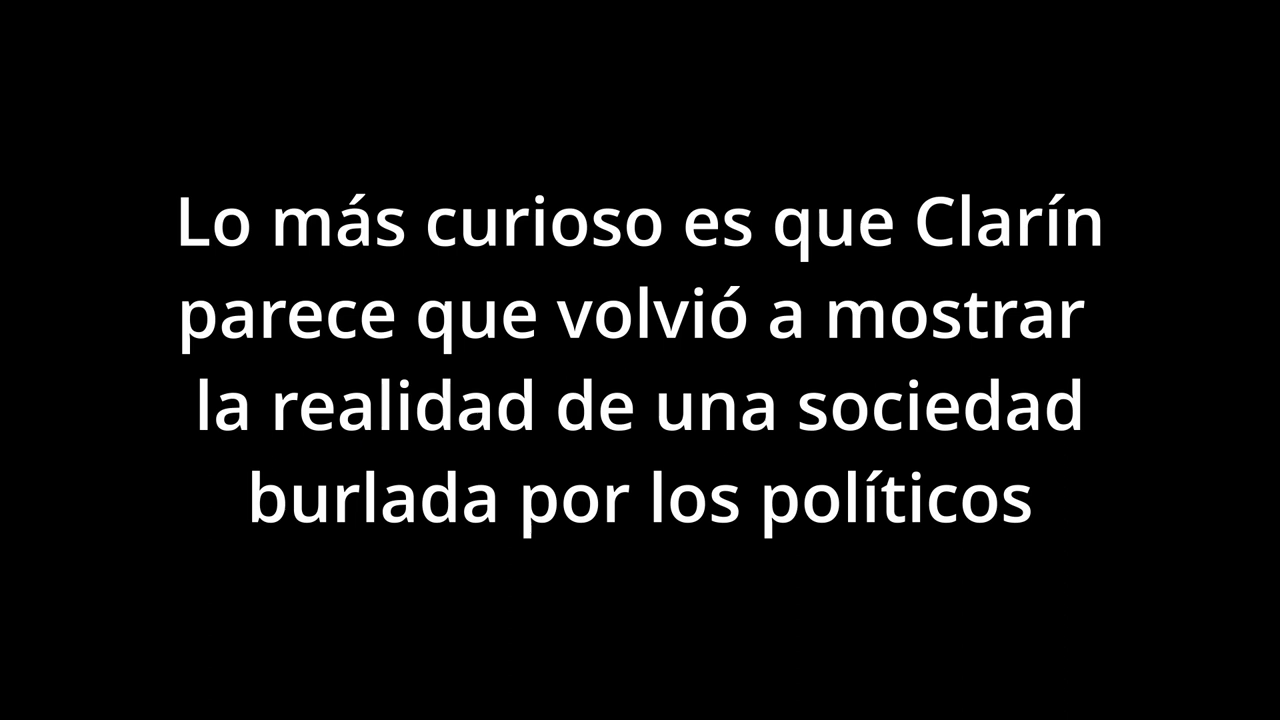 Lo más curioso es que Clarín
parece que volvió a mostrar
la realidad de una sociedad
burlada por los políticos